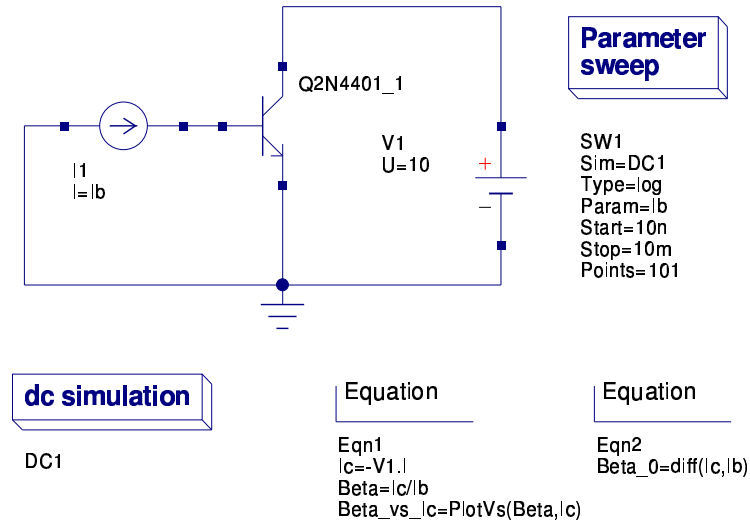 Parameter
sweep
Q2N4401_1
I1
I=Ib
V1
U=10
+
−
SW1
Sim=DC1
Type=log
Param=Ib
Start=10n
Stop=10m
Points=101
dc simulation
DC1
Equation
Eqn1
Ic=-V1.I
Beta=Ic/Ib
Beta_vs_Ic=PlotVs(Beta,Ic)
Equation
Eqn2
Beta_0=diff(Ic,Ib)